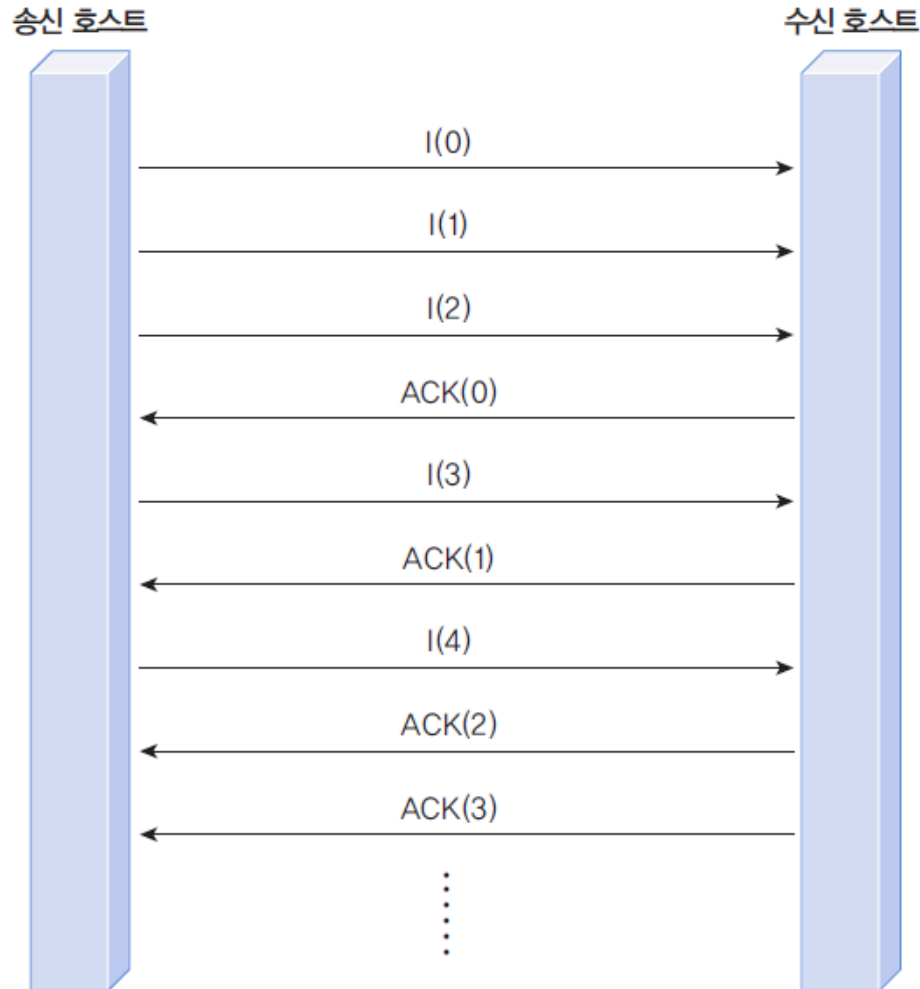 송신 호스트
수신 호스트
I(0)
I(1)
I(2)
ACK(0)
I(3)
ACK(1)
I(4)
ACK(2)
ACK(3)